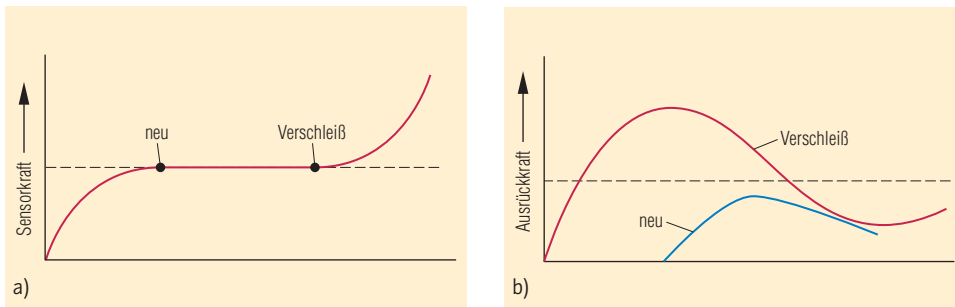 Sensorkraft
neu
Verschleiß
a)
Ausrückkraft
Verschleiß
neu
b)